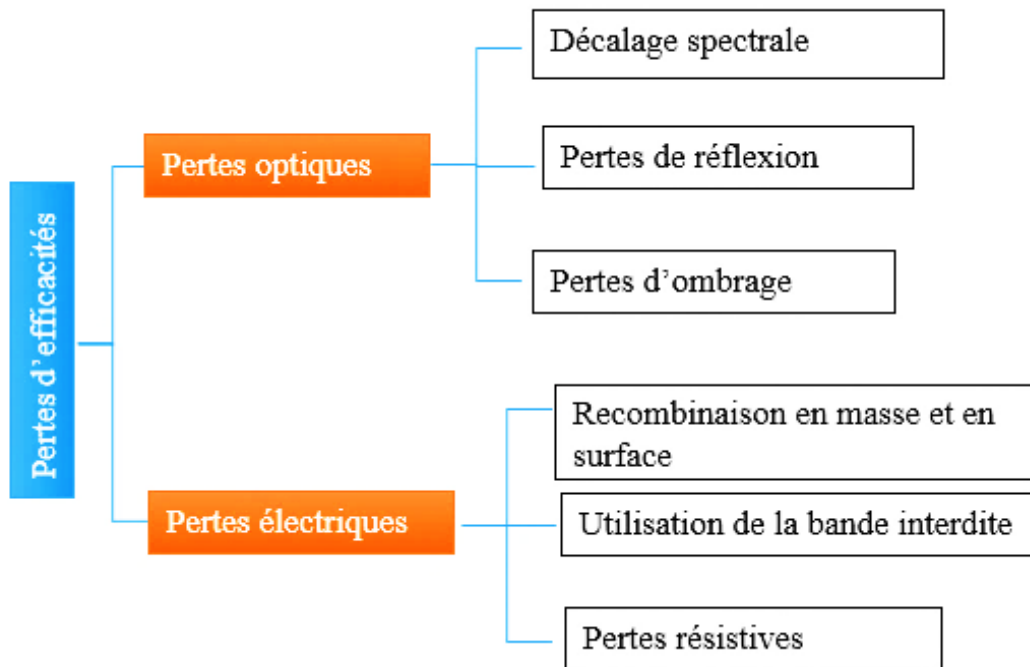 Pertes d'efficacités
Pertes optiques
Décalage spectrale
Pertes de réflexion
Pertes d'ombrage
Pertes électriques
Recombinaison en masse et en
surface
Utilisation de la bande interdite
Pertes résistives